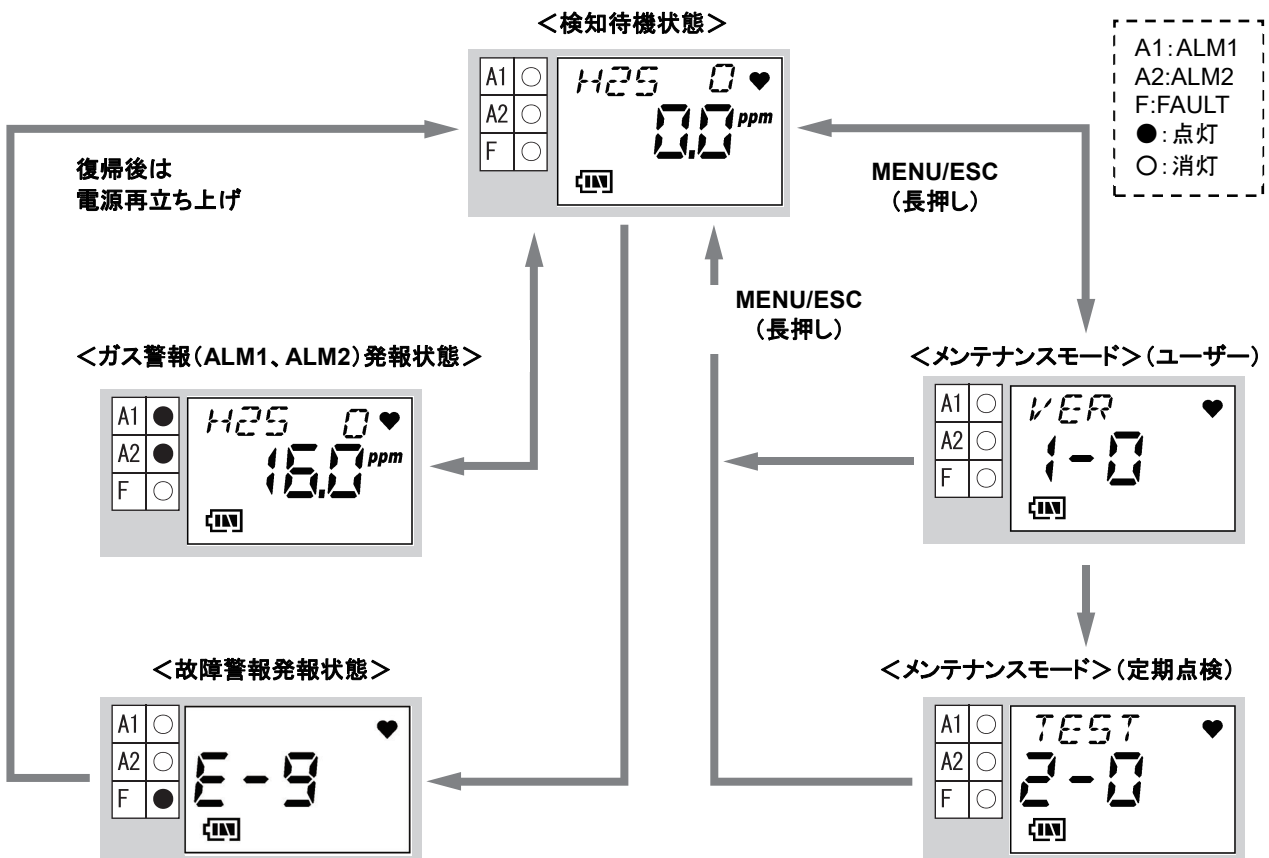 ＜検知待機状態＞
A1:ALM1
A2:ALM2
F:FAULT
●:点灯
○:消灯
A1 ○
A2 ○
F ○
H2S 0 ♥
0.0 ppm
復帰後は
電源再立ち上げ
MENU/ESC
（長押し）
MENU/ESC
（長押し）
＜ガス警報（ALM1、ALM2）発報状態＞
A1 ●
A2 ●
F ○
H2S 0 ♥
16.0 ppm
＜メンテナンスモード＞（ユーザー）
A1 ○
A2 ○
F ○
VER ♥
1-0
＜故障警報発報状態＞
A1 ○
A2 ○
F ●
♥
E-9
＜メンテナンスモード＞（定期点検）
A1 ○
A2 ○
F ○
TEST ♥
2-0